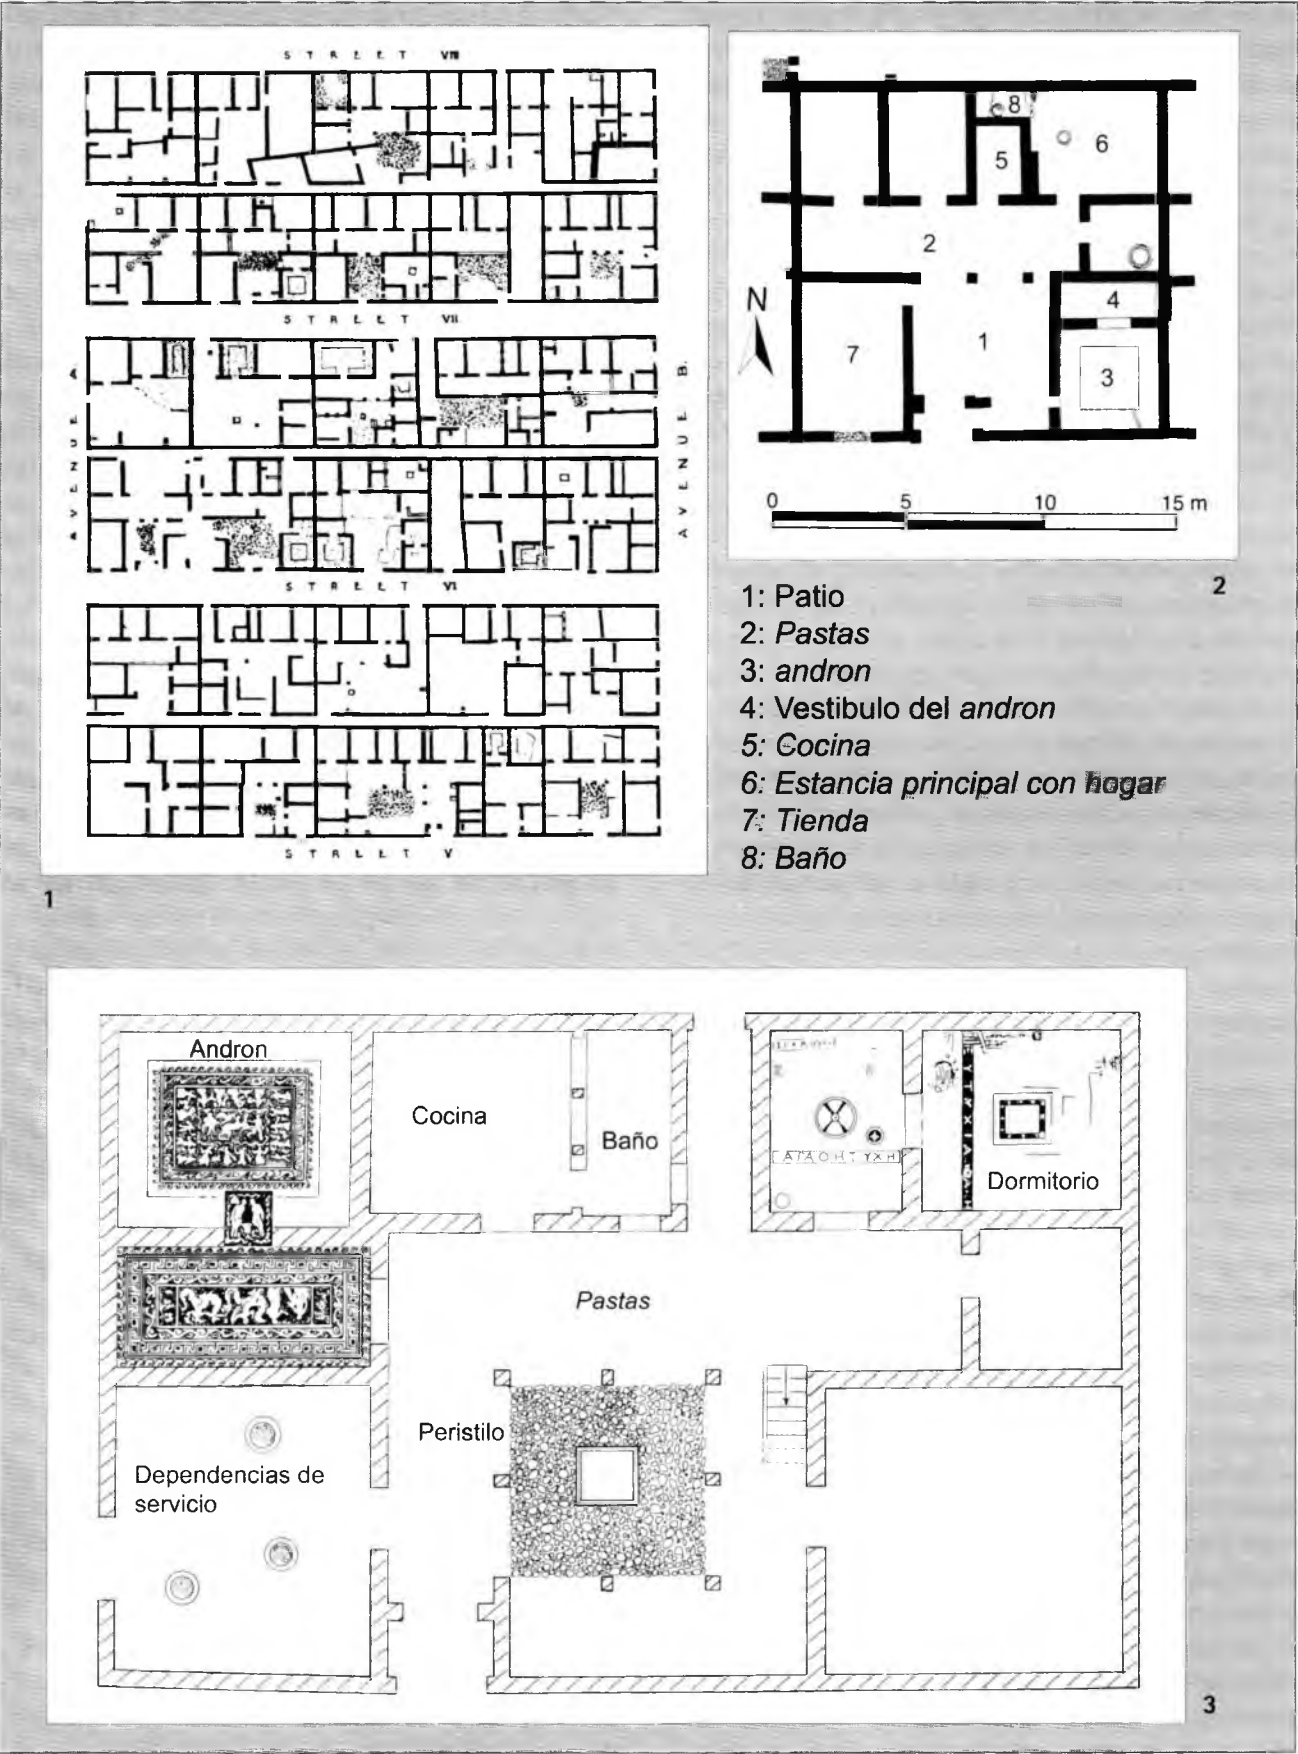 STREET VIII
STREET VII
AVENUE A.
AVENUE B.
STREET VI
STREET V
1
8
6
5
2
4
N
1
7
3
0 5 10 15 m
2
1: Patio
2: Pastas
3: andron
4: Vestibulo del andron
5: Cocina
6: Estancia principal con hogar
7: Tienda
8: Baño
Andron
Cocina
Baño
Dormitorio
Pastas
Peristilo
Dependencias de
servicio
3